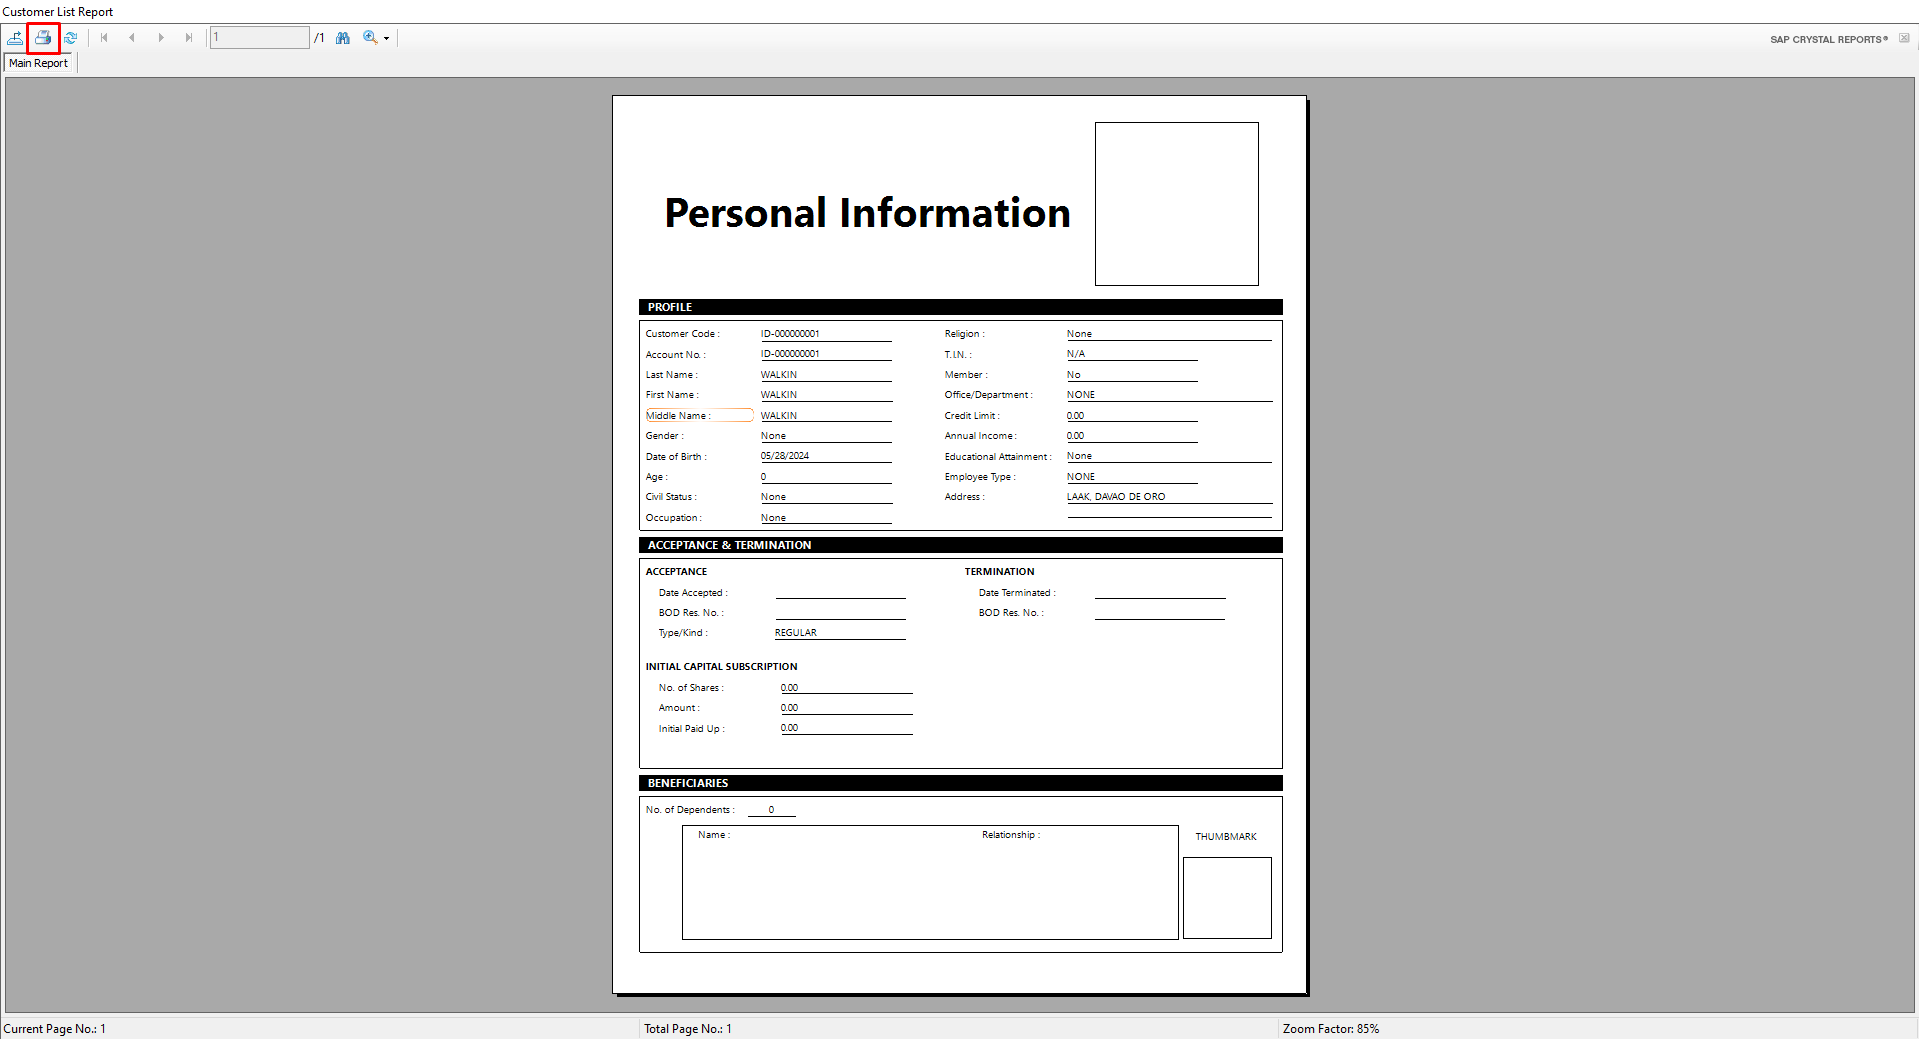 Customer List Report
1 /1 SAP CRYSTAL REPORTS®
Main Report
Personal Information
PROFILE
Customer Code : ID-000000001 Religion : None
Account No. : ID-000000001 T.I.N. : N/A
Last Name : WALKIN Member : No
First Name : WALKIN Office/Department : NONE
Middle Name : WALKIN Credit Limit : 0.00
Gender : None Annual Income : 0.00
Date of Birth : 05/28/2024 Educational Attainment : None
Age : 0 Employee Type : NONE
Civil Status : None Address : LAAK, DAVAO DE ORO
Occupation : None
ACCEPTANCE & TERMINATION
ACCEPTANCE TERMINATION
Date Accepted : Date Terminated :
BOD Res. No. : BOD Res. No. :
Type/Kind : REGULAR
INITIAL CAPITAL SUBSCRIPTION
No. of Shares : 0.00
Amount : 0.00
Initial Paid Up : 0.00
BENEFICIARIES
No. of Dependents : 0
Name : Relationship : THUMBMARK
Current Page No.: 1 Total Page No.: 1 Zoom Factor: 85%